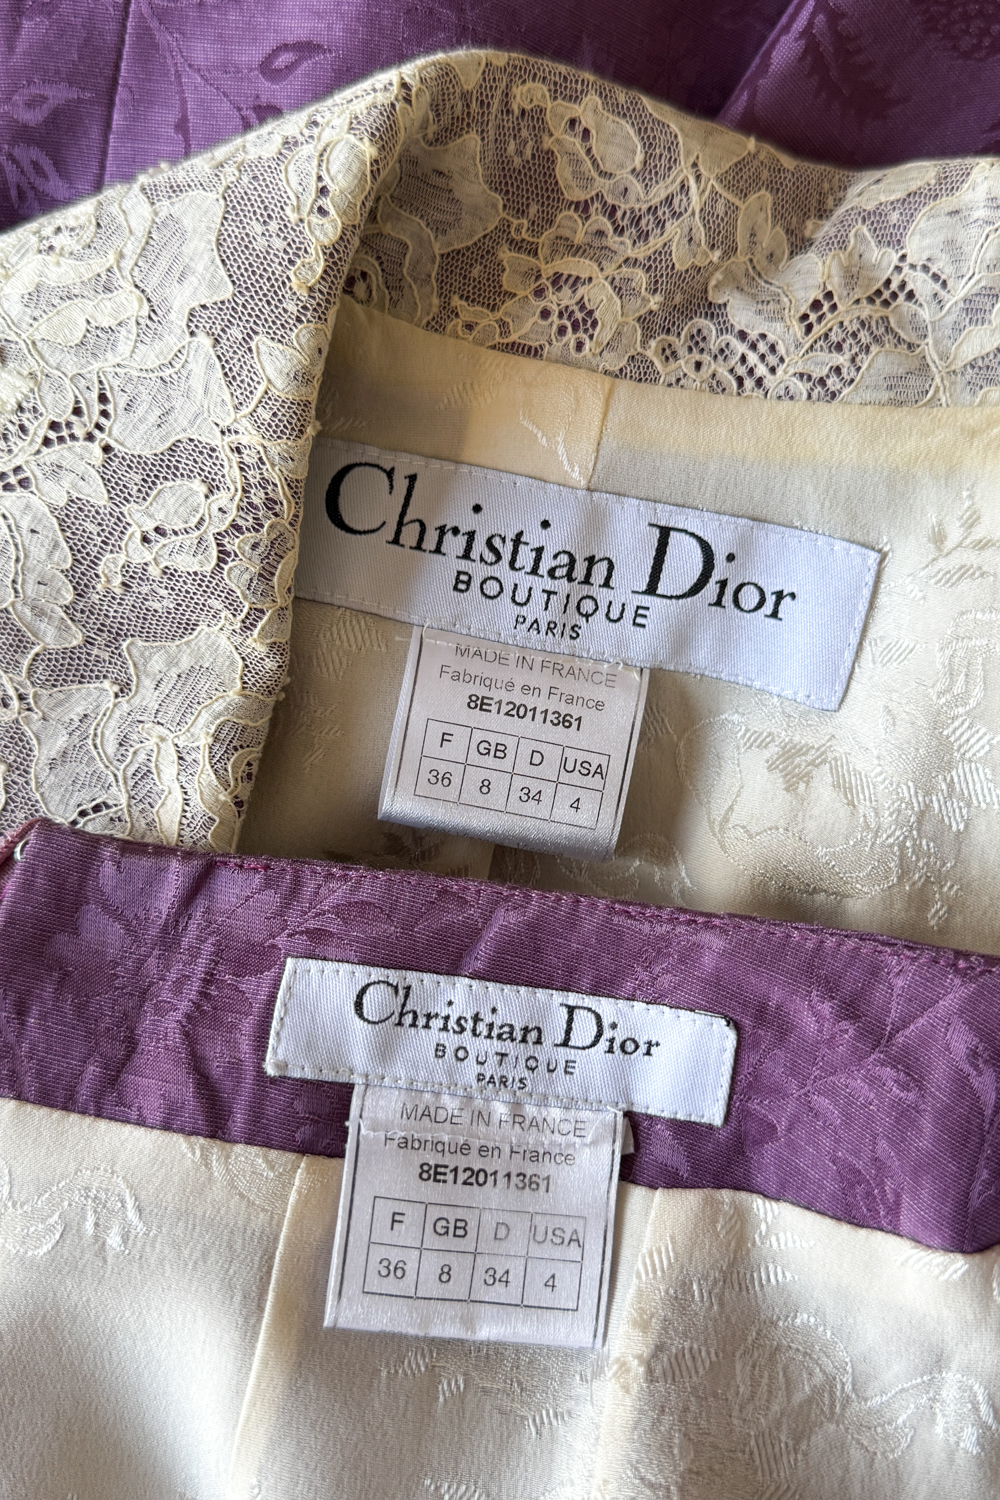 Christian Dior
BOUTIQUE
PARIS
MADE IN FRANCE
Fabriqué en France
8E12011361
F GB D USA
36 8 34 4
Christian Dior
BOUTIQUE
PARIS
MADE IN FRANCE
Fabriqué en France
8E12011361
F GB D USA
36 8 34 4